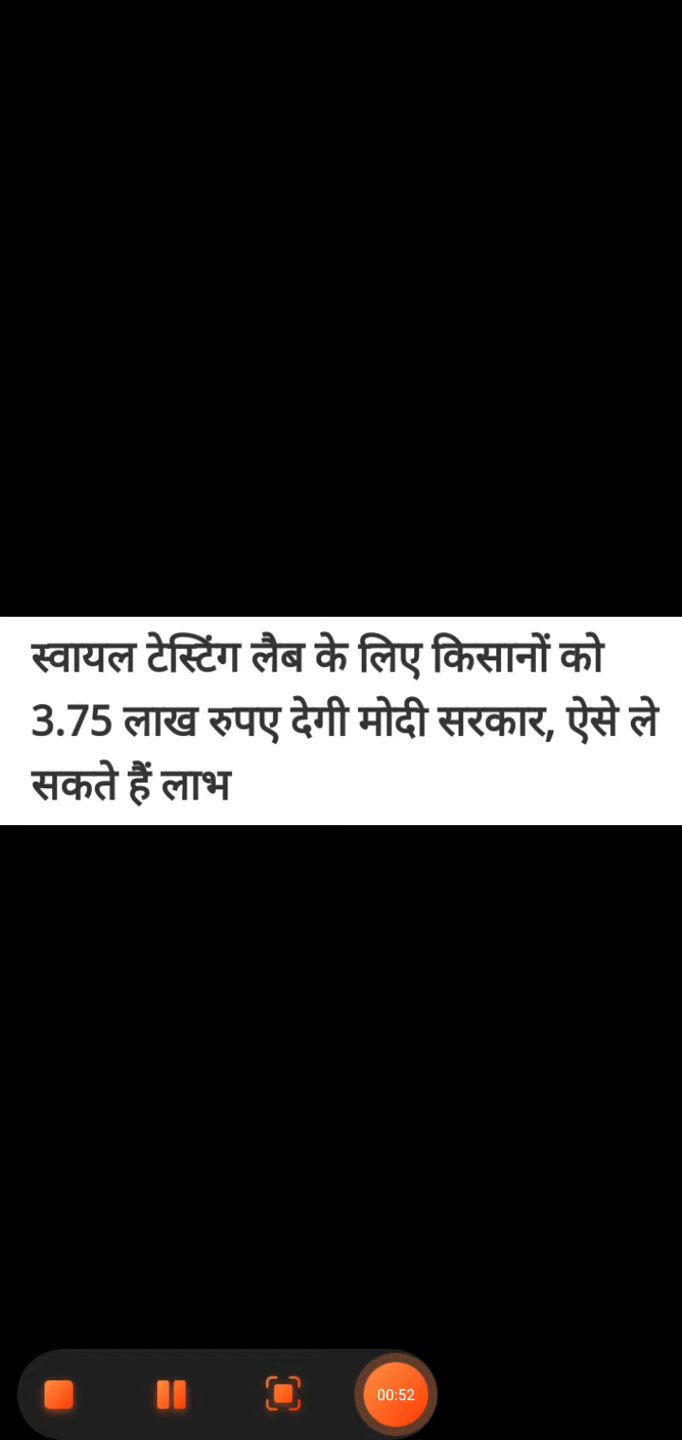 स्वायल टेस्टिंग लैब के लिए किसानों को
3.75 लाख रुपए देगी मोदी सरकार, ऐसे ले
सकते हैं लाभ
00:52